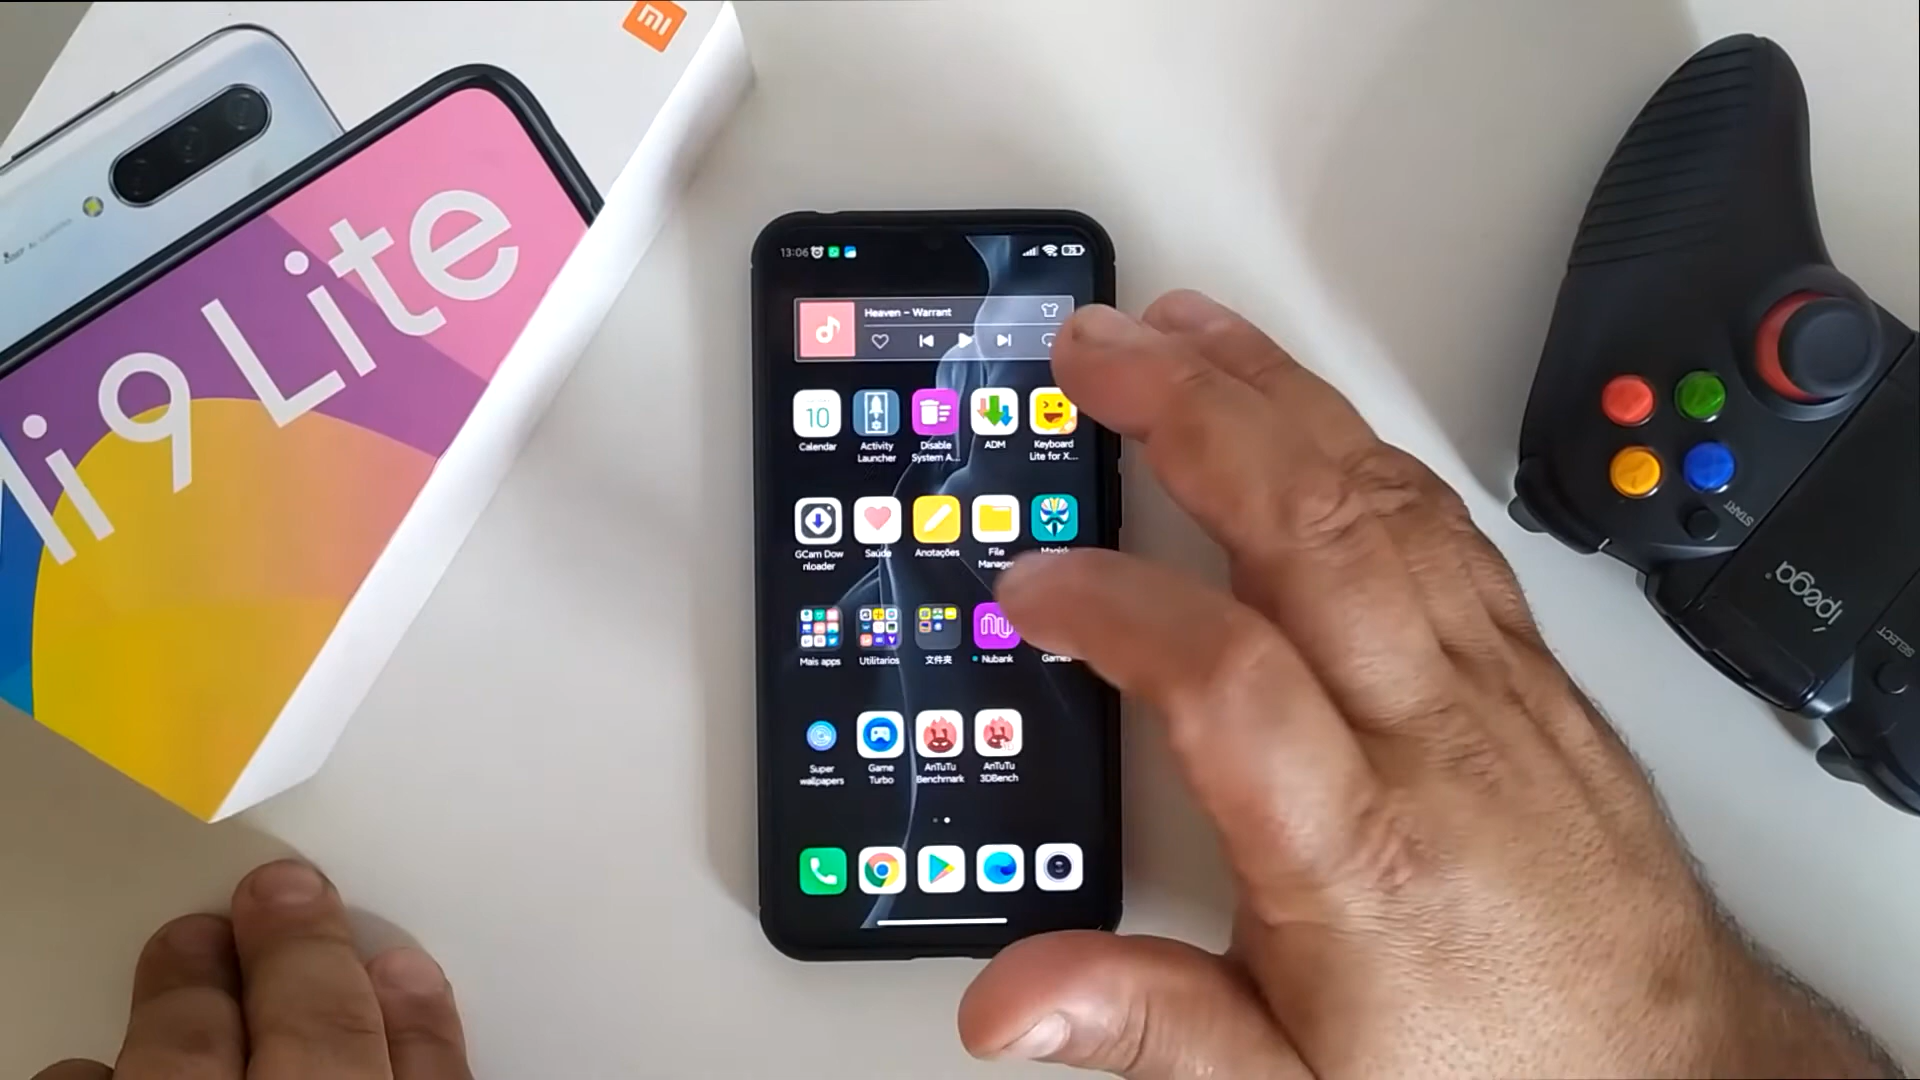 Mi 9 Lite
13:06
Heaven - Warrant
10
Calendar
Activity
Launcher
Disable
System A...
ADM
Keyboard
Lite for X...
GCam Dow
nloader
Saúde
Anotações
File
Manager
Magisk
Mais apps
Utilitarios
文件夹
Nubank
Games
Super
wallpapers
Game
Turbo
AnTuTu
Benchmark
AnTuTu
3DBench
START
ípega
SELECT